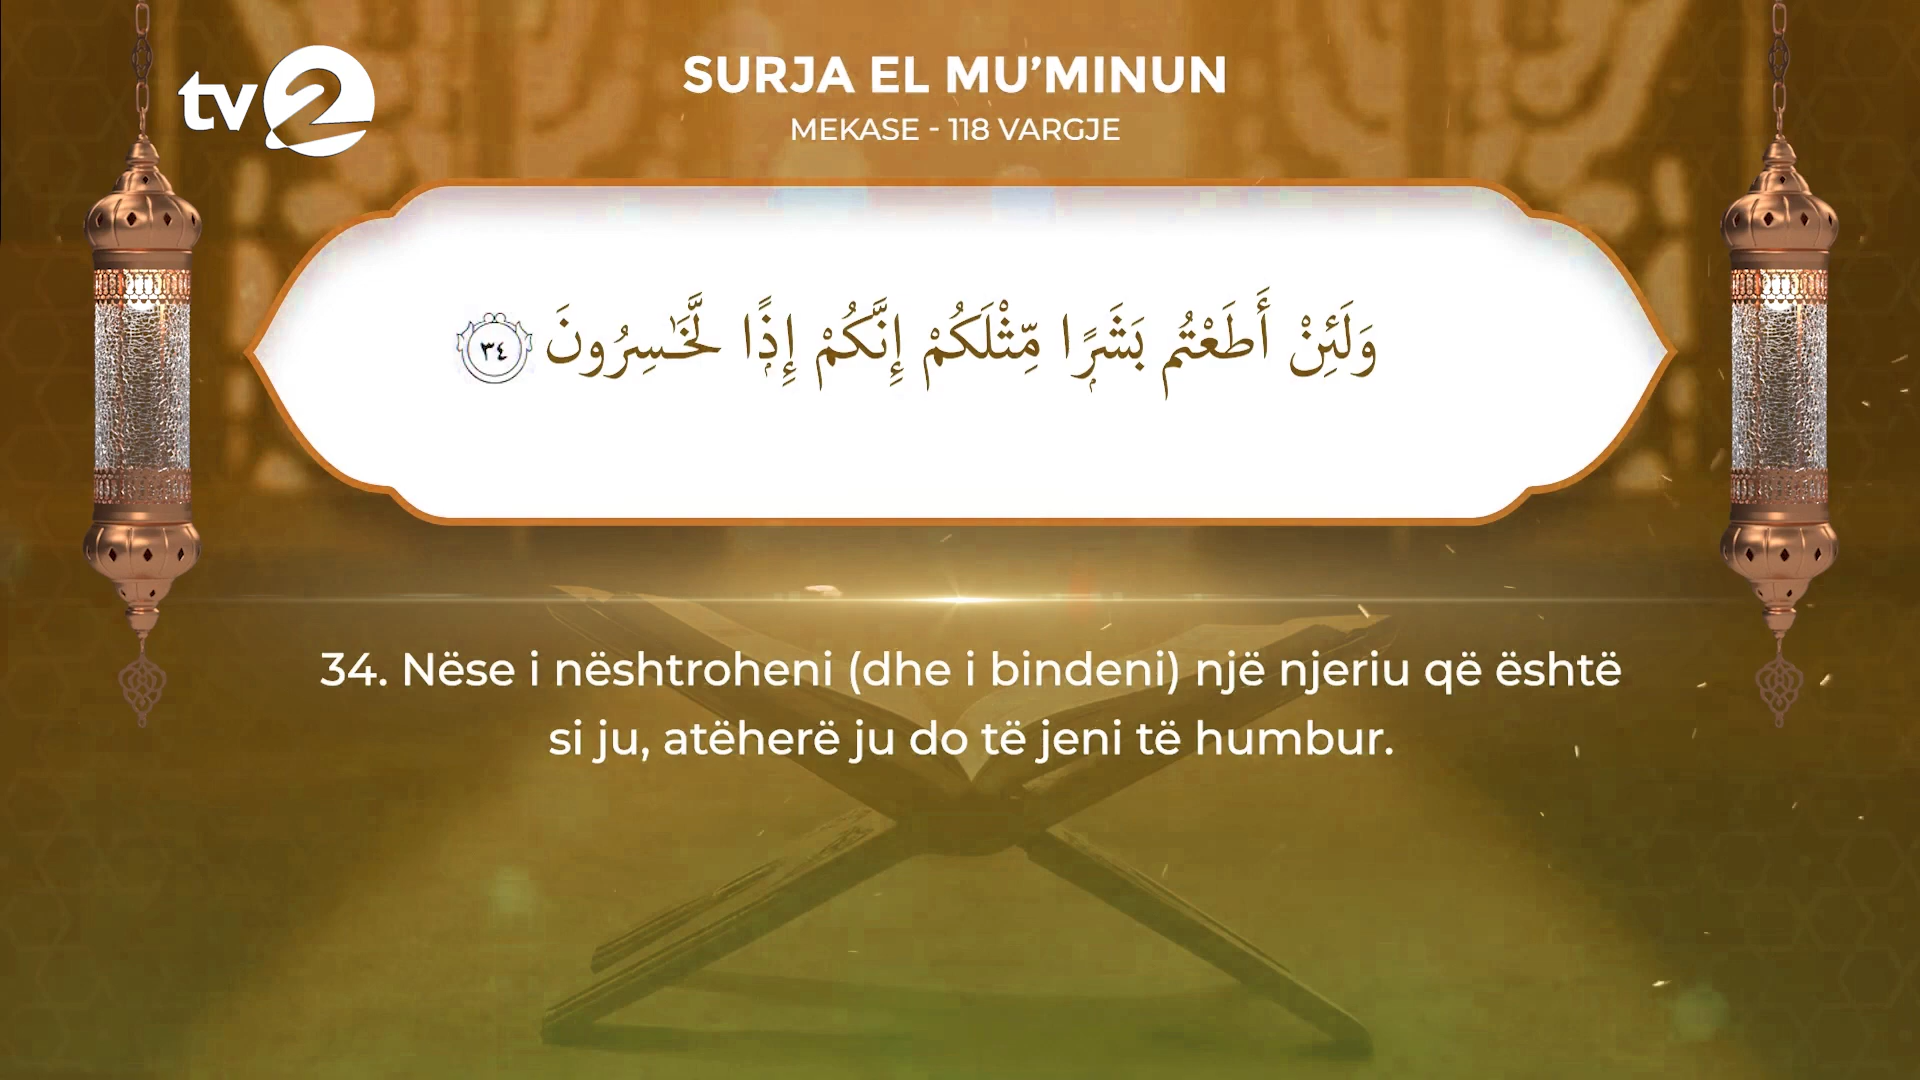 tv2
SURJA EL MU’MINUN
MEKASE - 118 VARGJE
وَلَئِنْ أَطَعْتُم بَشَرًۭا مِّثْلَكُمْ إِنَّكُمْ إِذًۭا لَّخَـٰسِرُونَ ٣٤
34. Nëse i nështroheni (dhe i bindeni) një njeriu që është
si ju, atëherë ju do të jeni të humbur.